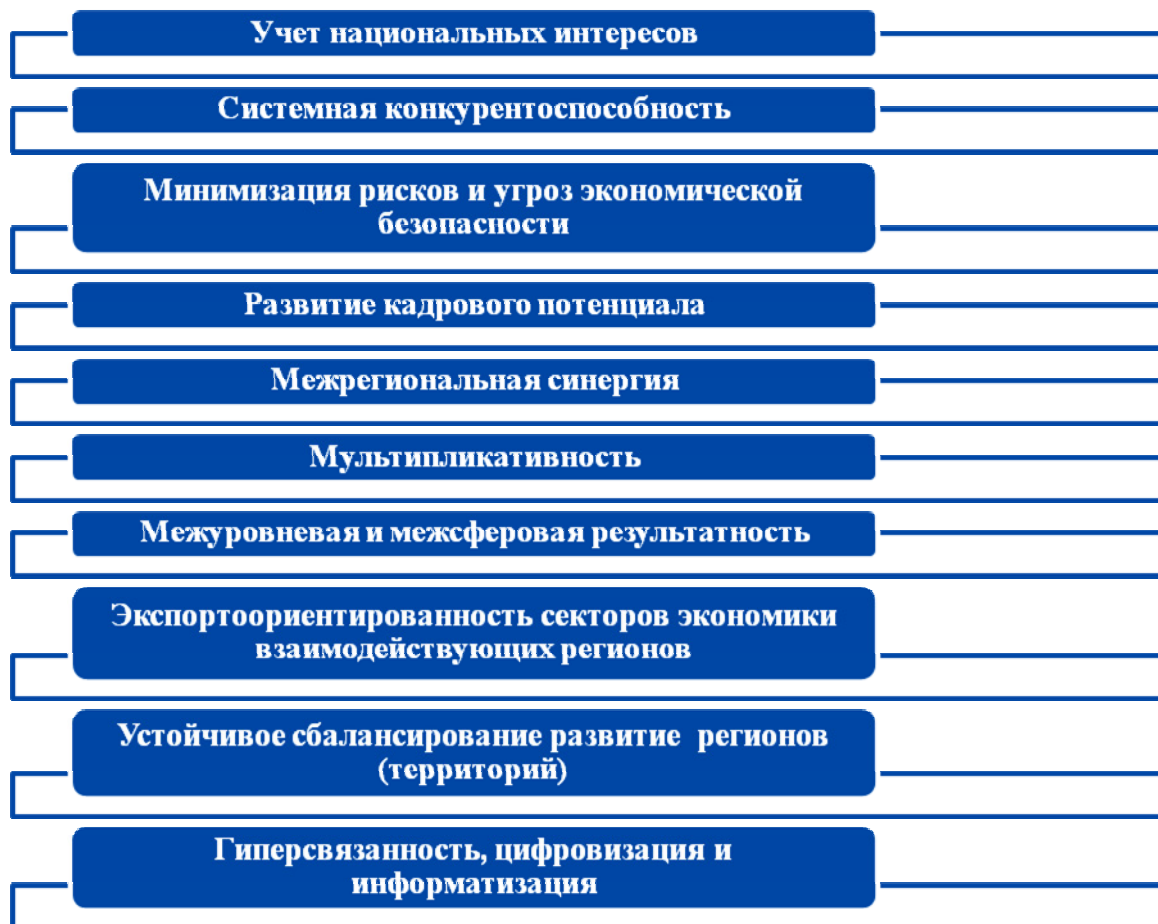 Учет национальных интересов
Системная конкурентоспособность
Минимизация рисков и угроз экономической
безопасности
Развитие кадрового потенциала
Межрегиональная синергия
Мультипликативность
Межуровневая и межсферовая результатность
Экспортоориентированность секторов экономики
взаимодействующих регионов
Устойчивое сбалансирование развитие регионов
(территорий)
Гиперсвязанность, цифровизация и
информатизация